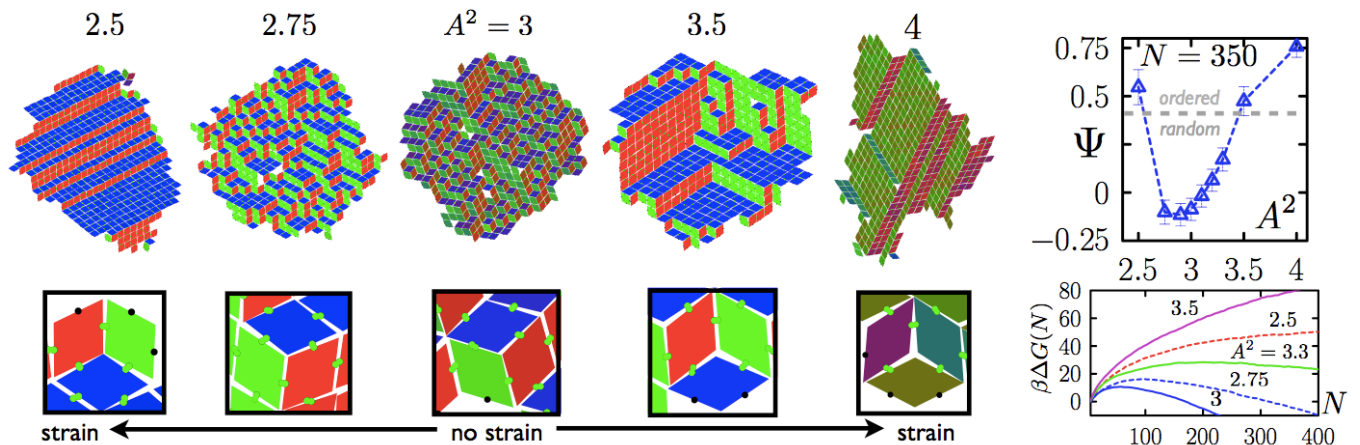 2.5 2.75 A² = 3 3.5 4
strain no strain strain
0.75
0.5
0
−0.25
Ψ
N = 350
ordered
random
A²
2.5 3 3.5 4
80
60
40
20
0
βΔG(N)
3.5
2.5
A² = 3.3
2.75
3
N
100 200 300 400